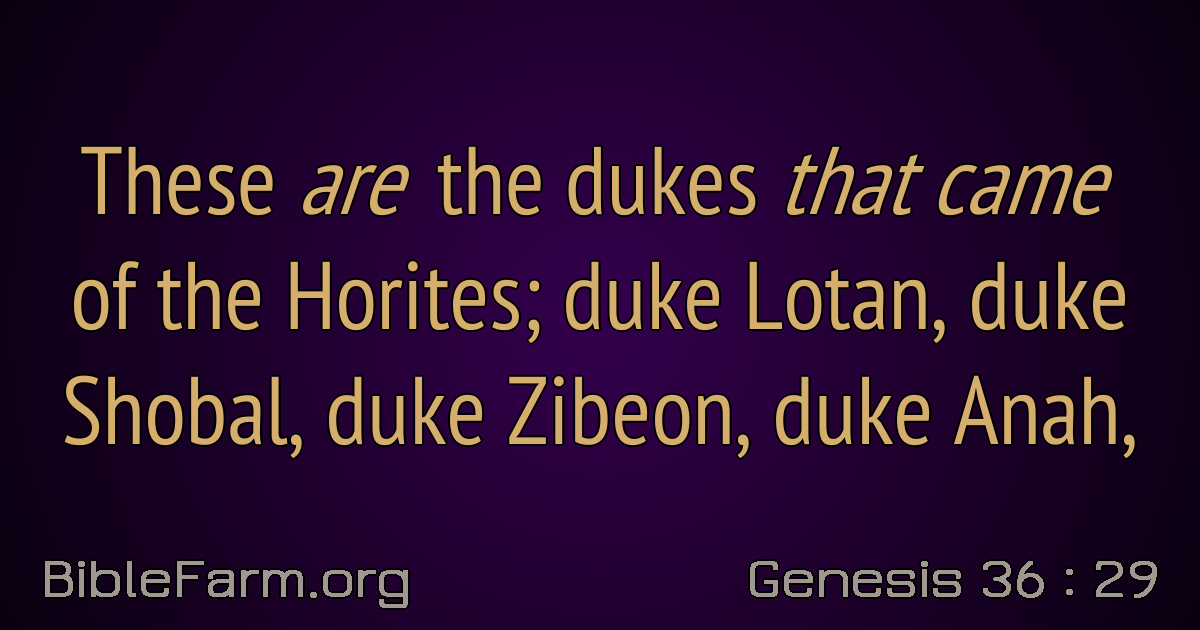 These are the dukes that came
of the Horites; duke Lotan, duke
Shobal, duke Zibeon, duke Anah,
BibleFarm.org
Genesis 36 : 29